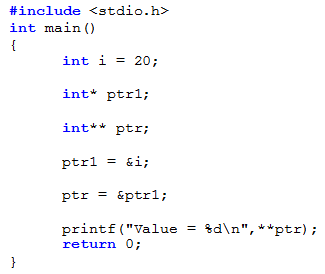 #include <stdio.h>
int main()
{
int i = 20;
int* ptr1;
int** ptr;
ptr1 = &i;
ptr = &ptr1;
printf("Value = %d\n",**ptr);
return 0;
}